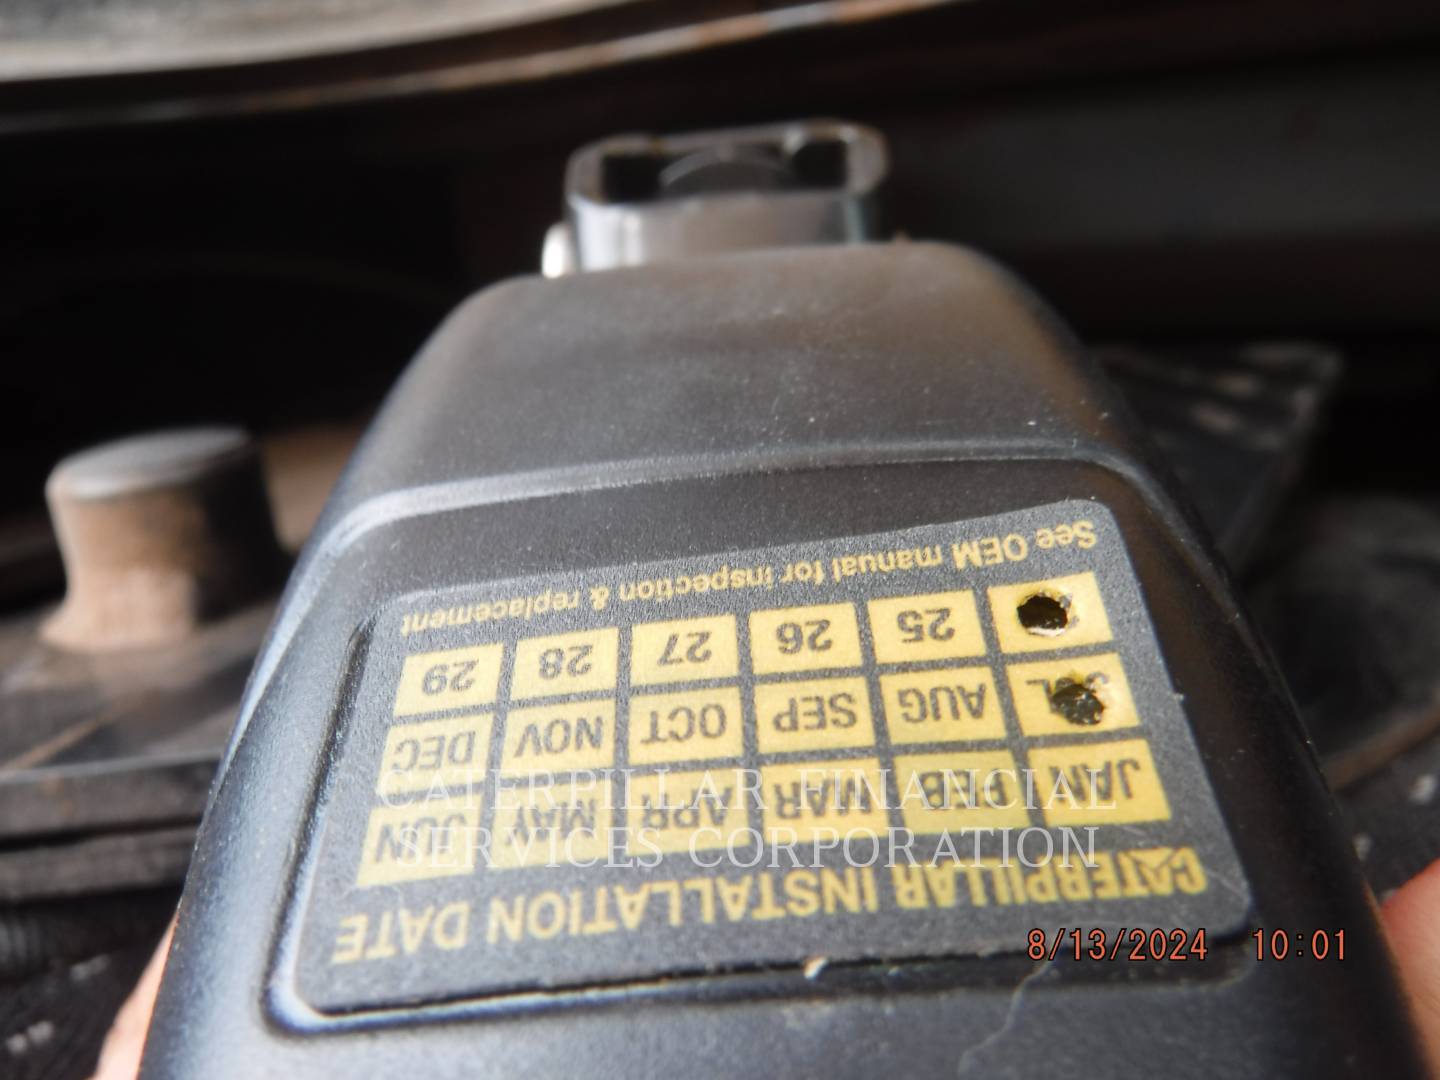 CATERPILLAR INSTALLATION DATE
JAN FEB MAR APR MAY JUN
JUL AUG SEP OCT NOV DEC
25 26 27 28 29
See OEM manual for inspection & replacement
CATERPILLAR FINANCIAL
SERVICES CORPORATION
8/13/2024 10:01